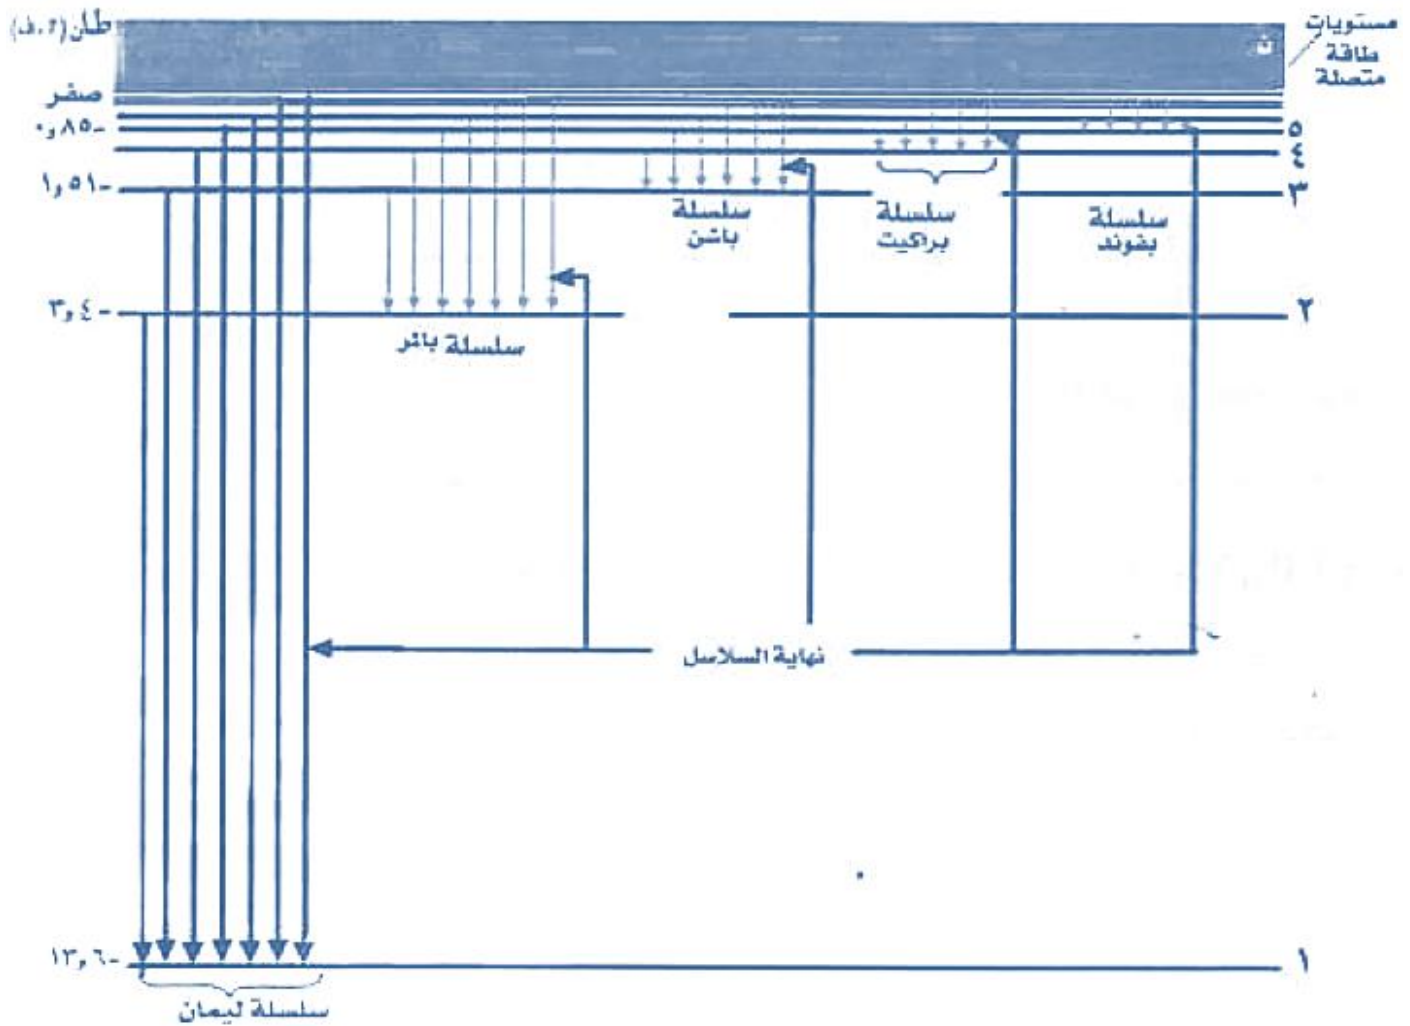 مستويات
طاقة
متصلة
ن
طان (أ.ف)
صفر
-٠,٨٥
-١,٥١
-٣,٤
-١٣,٦
٥
٤
٣
٢
١
سلسلة
بفوند
سلسلة
براكيت
سلسلة
باشن
سلسلة بالمر
نهاية السلاسل
سلسلة ليمان